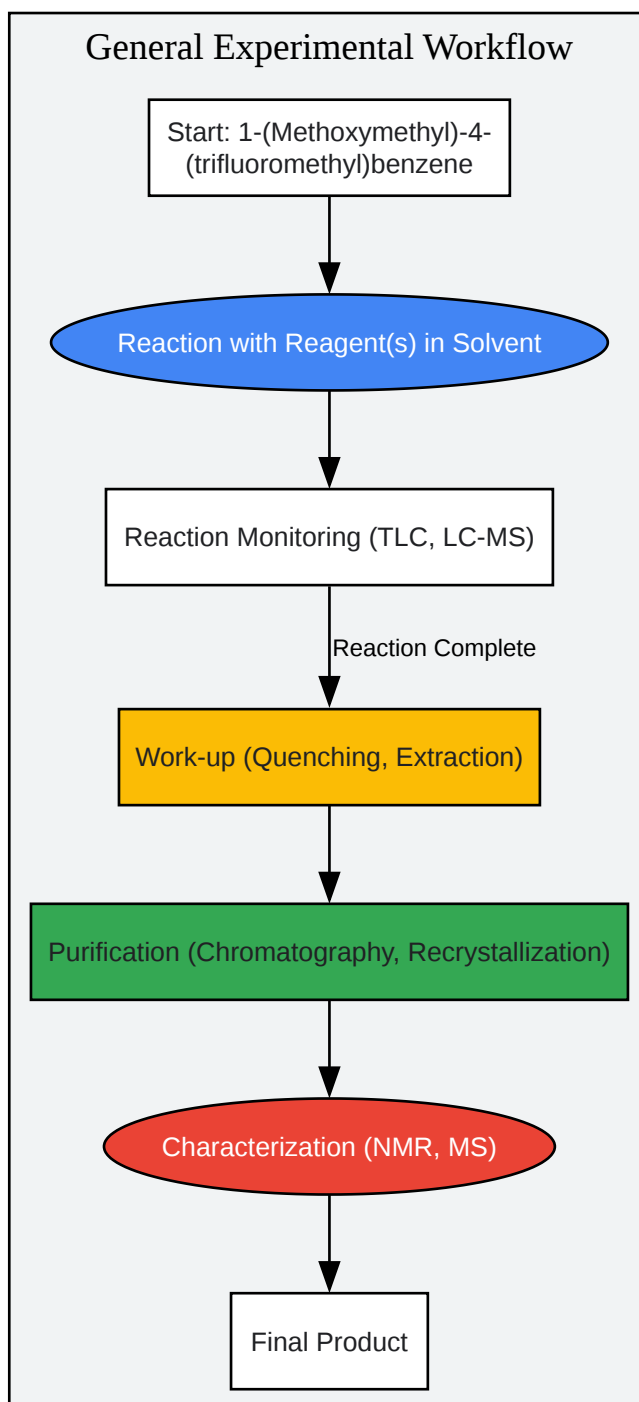 General Experimental Workflow
Start: 1-(Methoxymethyl)-4-
(trifluoromethyl)benzene
Reaction with Reagent(s) in Solvent
Reaction Monitoring (TLC, LC-MS)
Reaction Complete
Work-up (Quenching, Extraction)
Purification (Chromatography, Recrystallization)
Characterization (NMR, MS)
Final Product